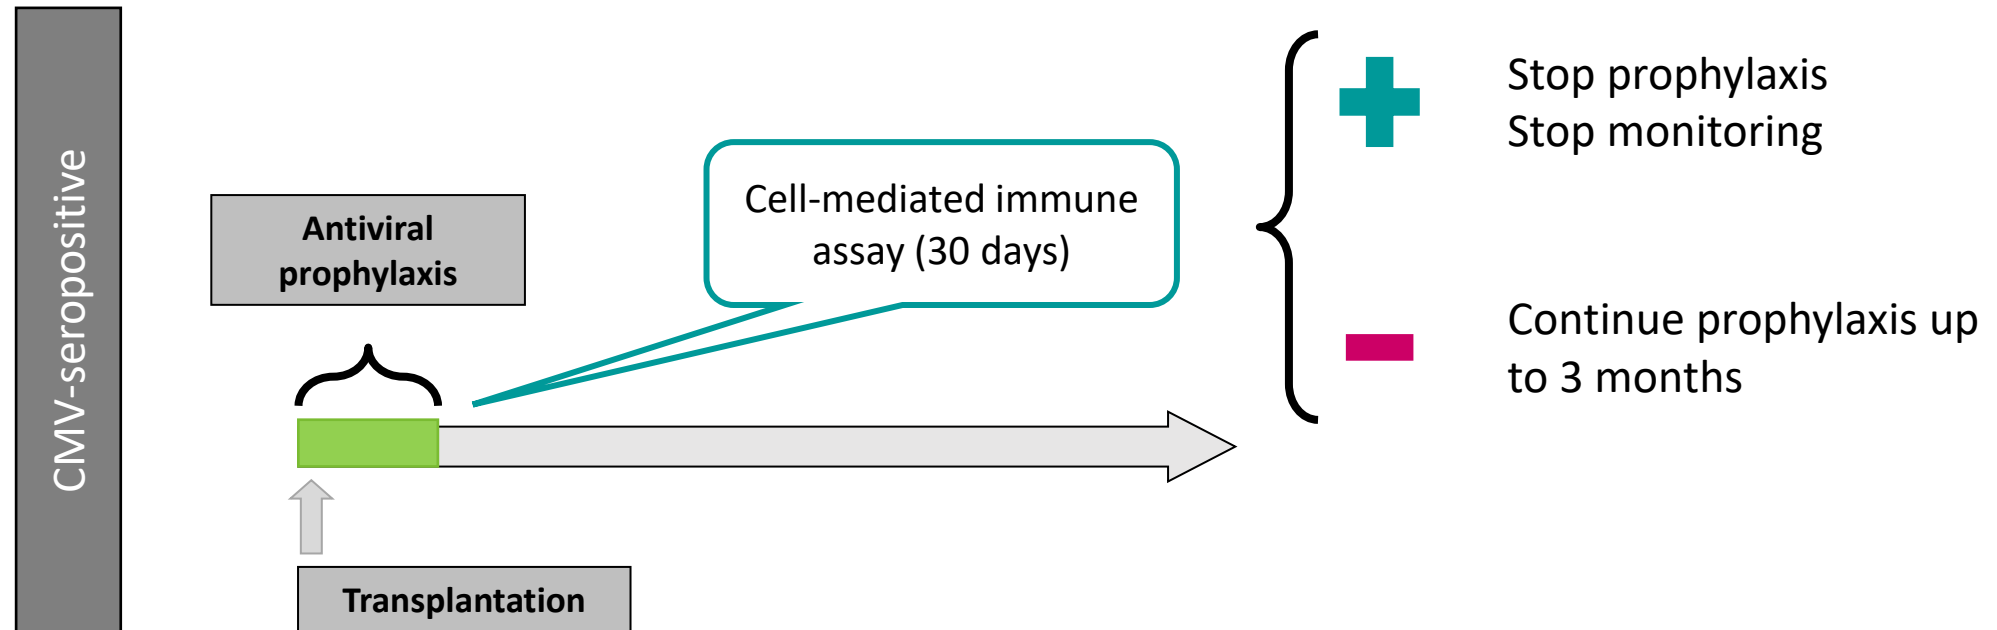 CMV-seropositive
Antiviral
prophylaxis
Transplantation
Cell-mediated immune
assay (30 days)
Stop prophylaxis
Stop monitoring
Continue prophylaxis up
to 3 months